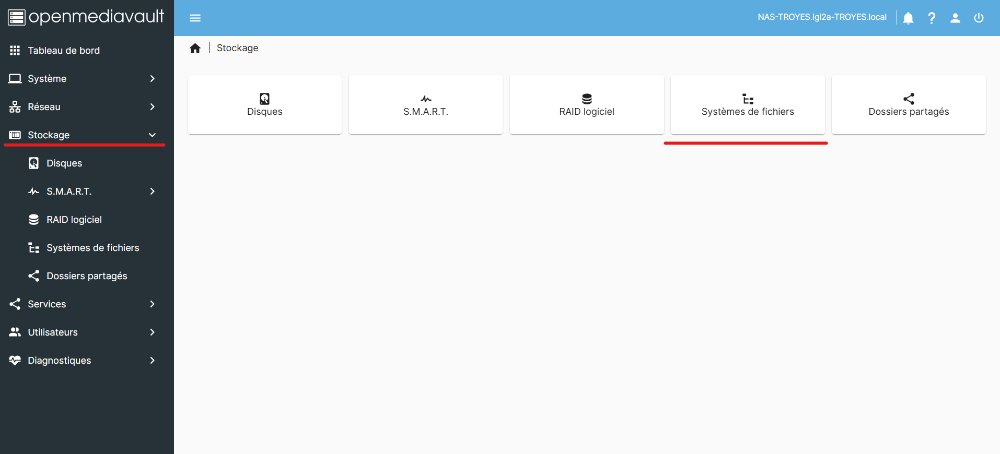 openmediavault
NAS-TROYES.lgi2a-TROYES.local
Tableau de bord
Système
Réseau
Stockage
Disques
S.M.A.R.T.
RAID logiciel
Systèmes de fichiers
Dossiers partagés
Services
Utilisateurs
Diagnostiques
Stockage
Disques
S.M.A.R.T.
RAID logiciel
Systèmes de fichiers
Dossiers partagés